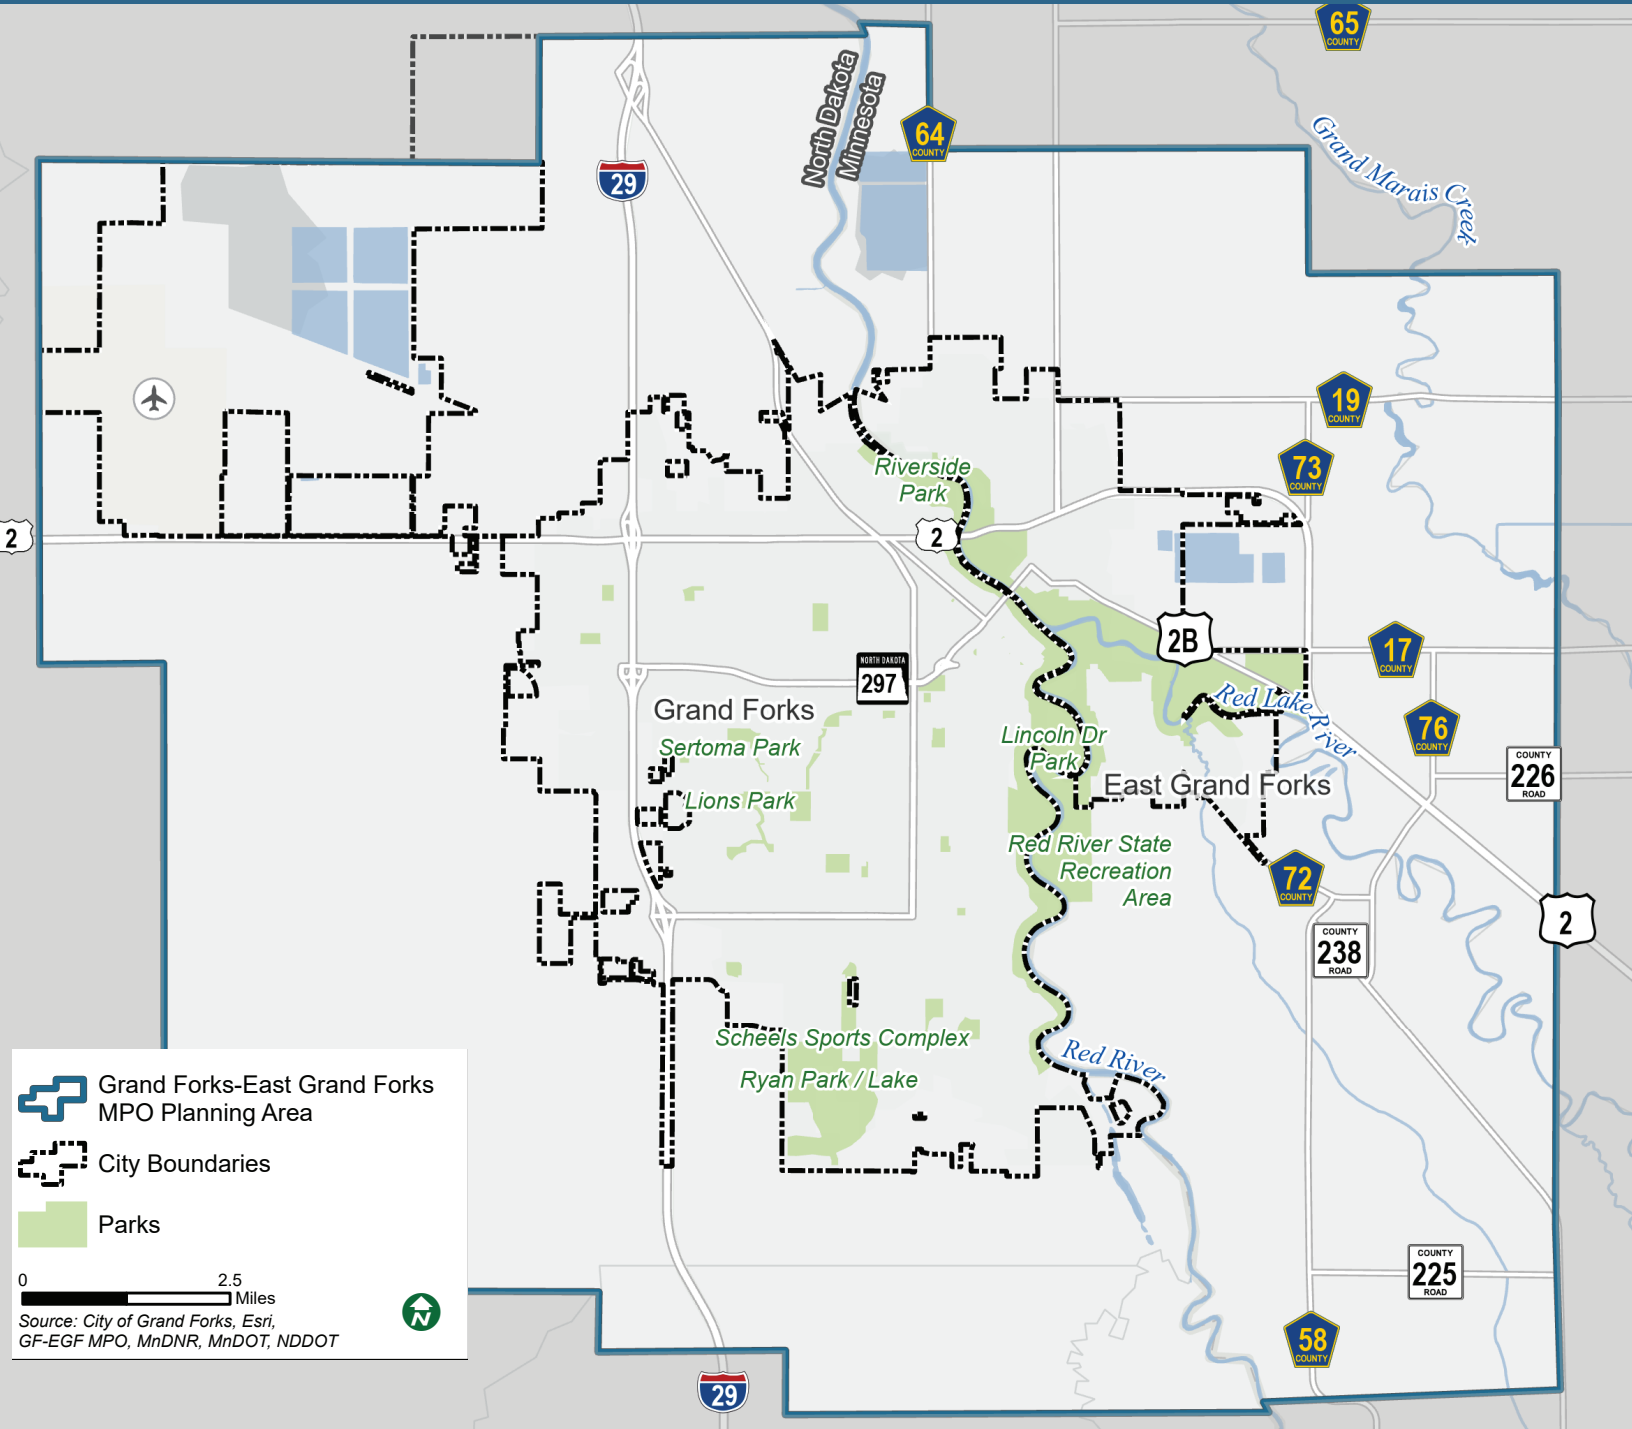 65
COUNTY
North Dakota
Minnesota
64
COUNTY
Grand Marais Creek
29
19
COUNTY
73
COUNTY
Riverside
Park
2
2
2B
17
COUNTY
NORTH DAKOTA
297
Grand Forks
Red Lake River
76
COUNTY
Sertoma Park
Lincoln Dr
Park
COUNTY
226
ROAD
Lions Park
East Grand Forks
Red River State
Recreation
Area
72
COUNTY
2
COUNTY
238
ROAD
Scheels Sports Complex
Red River
Ryan Park / Lake
Grand Forks-East Grand Forks
MPO Planning Area
City Boundaries
Parks
0 2.5
Miles
Source: City of Grand Forks, Esri,
GF-EGF MPO, MnDNR, MnDOT, NDDOT
N
COUNTY
225
ROAD
58
COUNTY
29